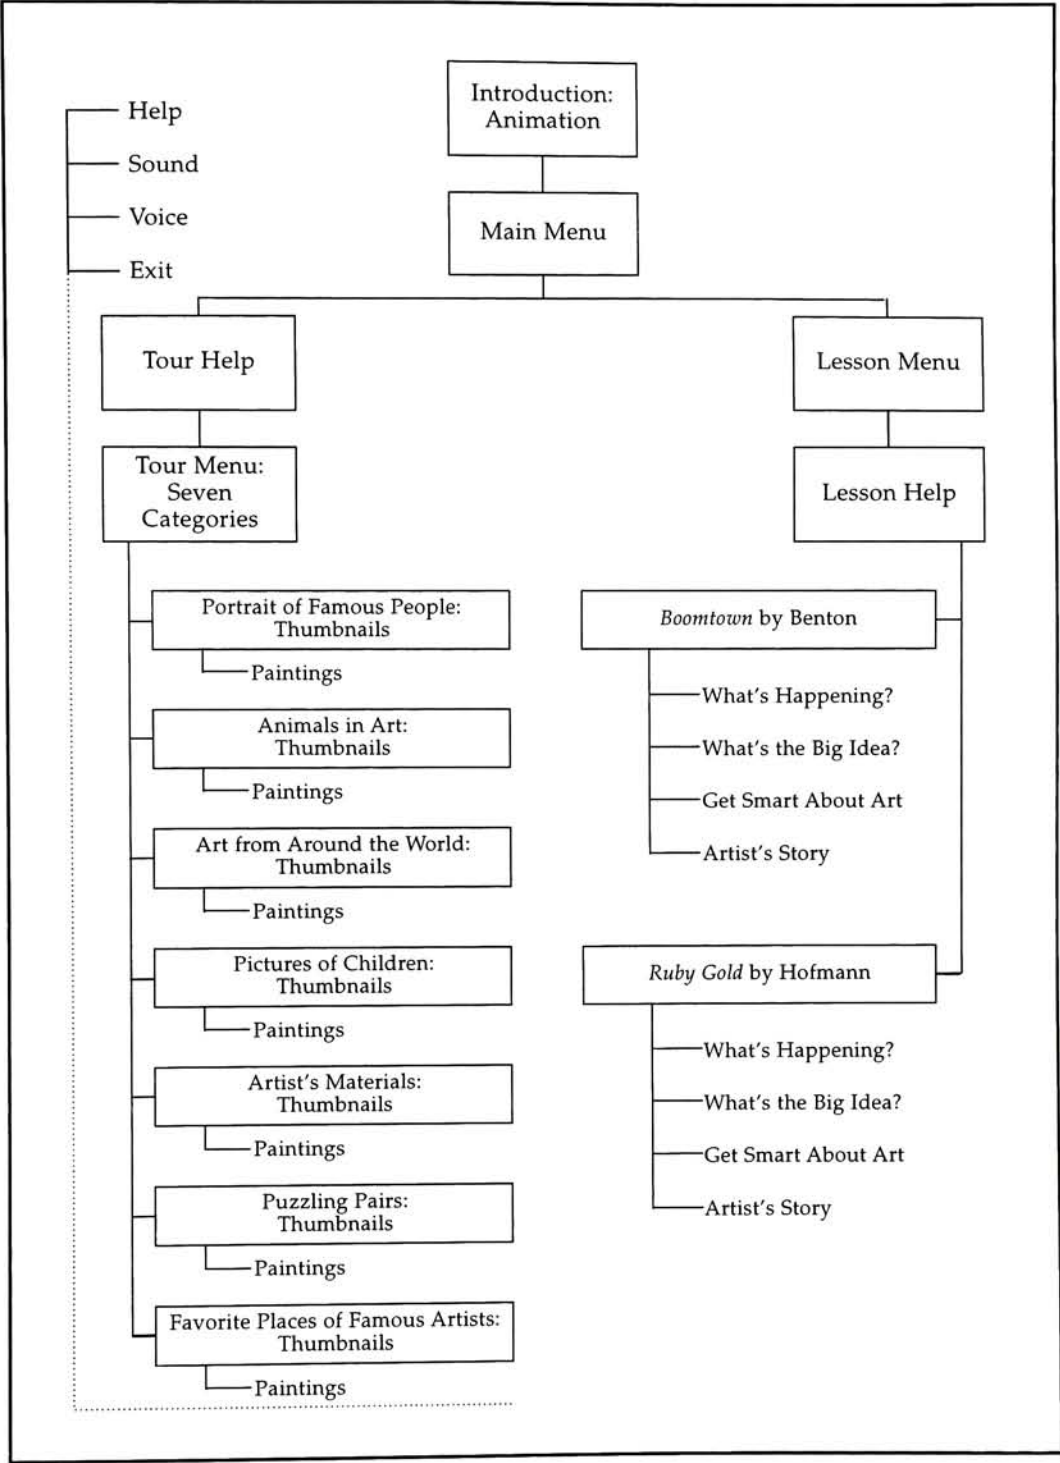 Introduction:
Animation
Help
Sound
Voice
Exit
Main Menu
Tour Help
Lesson Menu
Tour Menu:
Seven
Categories
Lesson Help
Portrait of Famous People:
Thumbnails
Paintings
Animals in Art:
Thumbnails
Paintings
Art from Around the World:
Thumbnails
Paintings
Pictures of Children:
Thumbnails
Paintings
Artist's Materials:
Thumbnails
Paintings
Puzzling Pairs:
Thumbnails
Paintings
Favorite Places of Famous Artists:
Thumbnails
Paintings
Boomtown by Benton
What's Happening?
What's the Big Idea?
Get Smart About Art
Artist's Story
Ruby Gold by Hofmann
What's Happening?
What's the Big Idea?
Get Smart About Art
Artist's Story